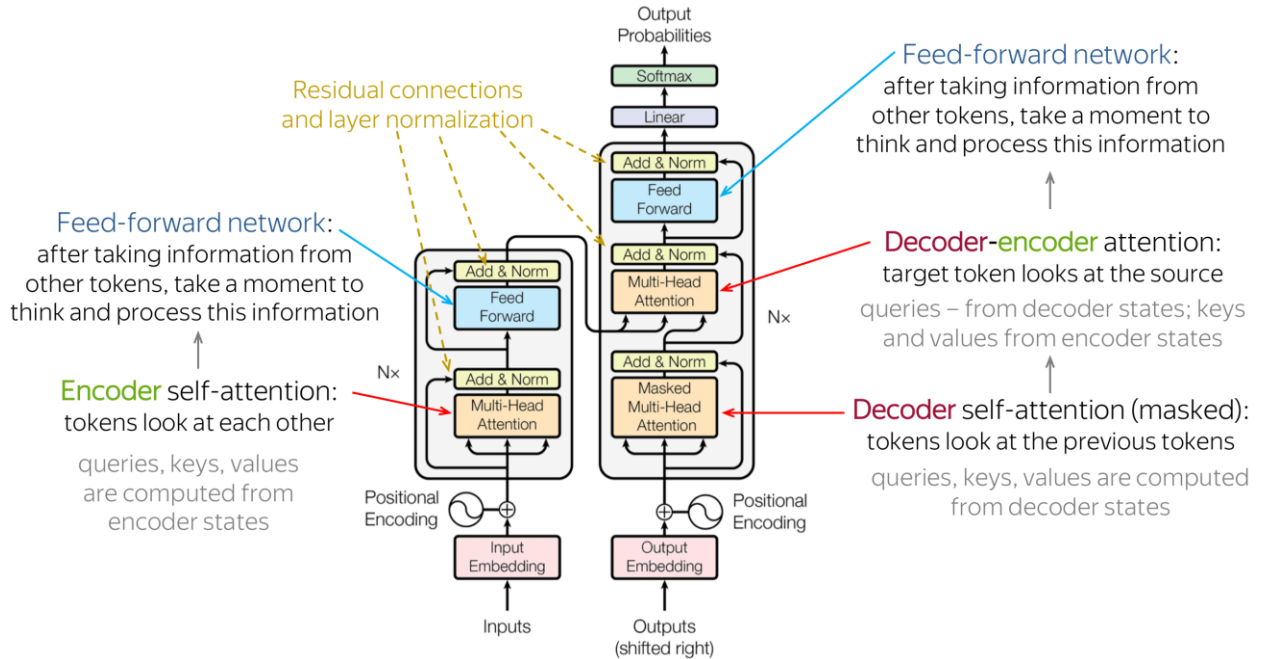 Output
Probabilities
Softmax
Linear
Add & Norm
Feed
Forward
Add & Norm
Multi-Head
Attention
Nx
Add & Norm
Masked
Multi-Head
Attention
Positional
Encoding
Output
Embedding
Outputs
(shifted right)
Residual connections
and layer normalization
Feed-forward network:
after taking information from
other tokens, take a moment to
think and process this information
Encoder self-attention:
tokens look at each other
queries, keys, values
are computed from
encoder states
Add & Norm
Feed
Forward
Nx
Add & Norm
Multi-Head
Attention
Positional
Encoding
Input
Embedding
Inputs
Feed-forward network:
after taking information from
other tokens, take a moment to
think and process this information
Decoder-encoder attention:
target token looks at the source
queries – from decoder states; keys
and values from encoder states
Decoder self-attention (masked):
tokens look at the previous tokens
queries, keys, values are computed
from decoder states